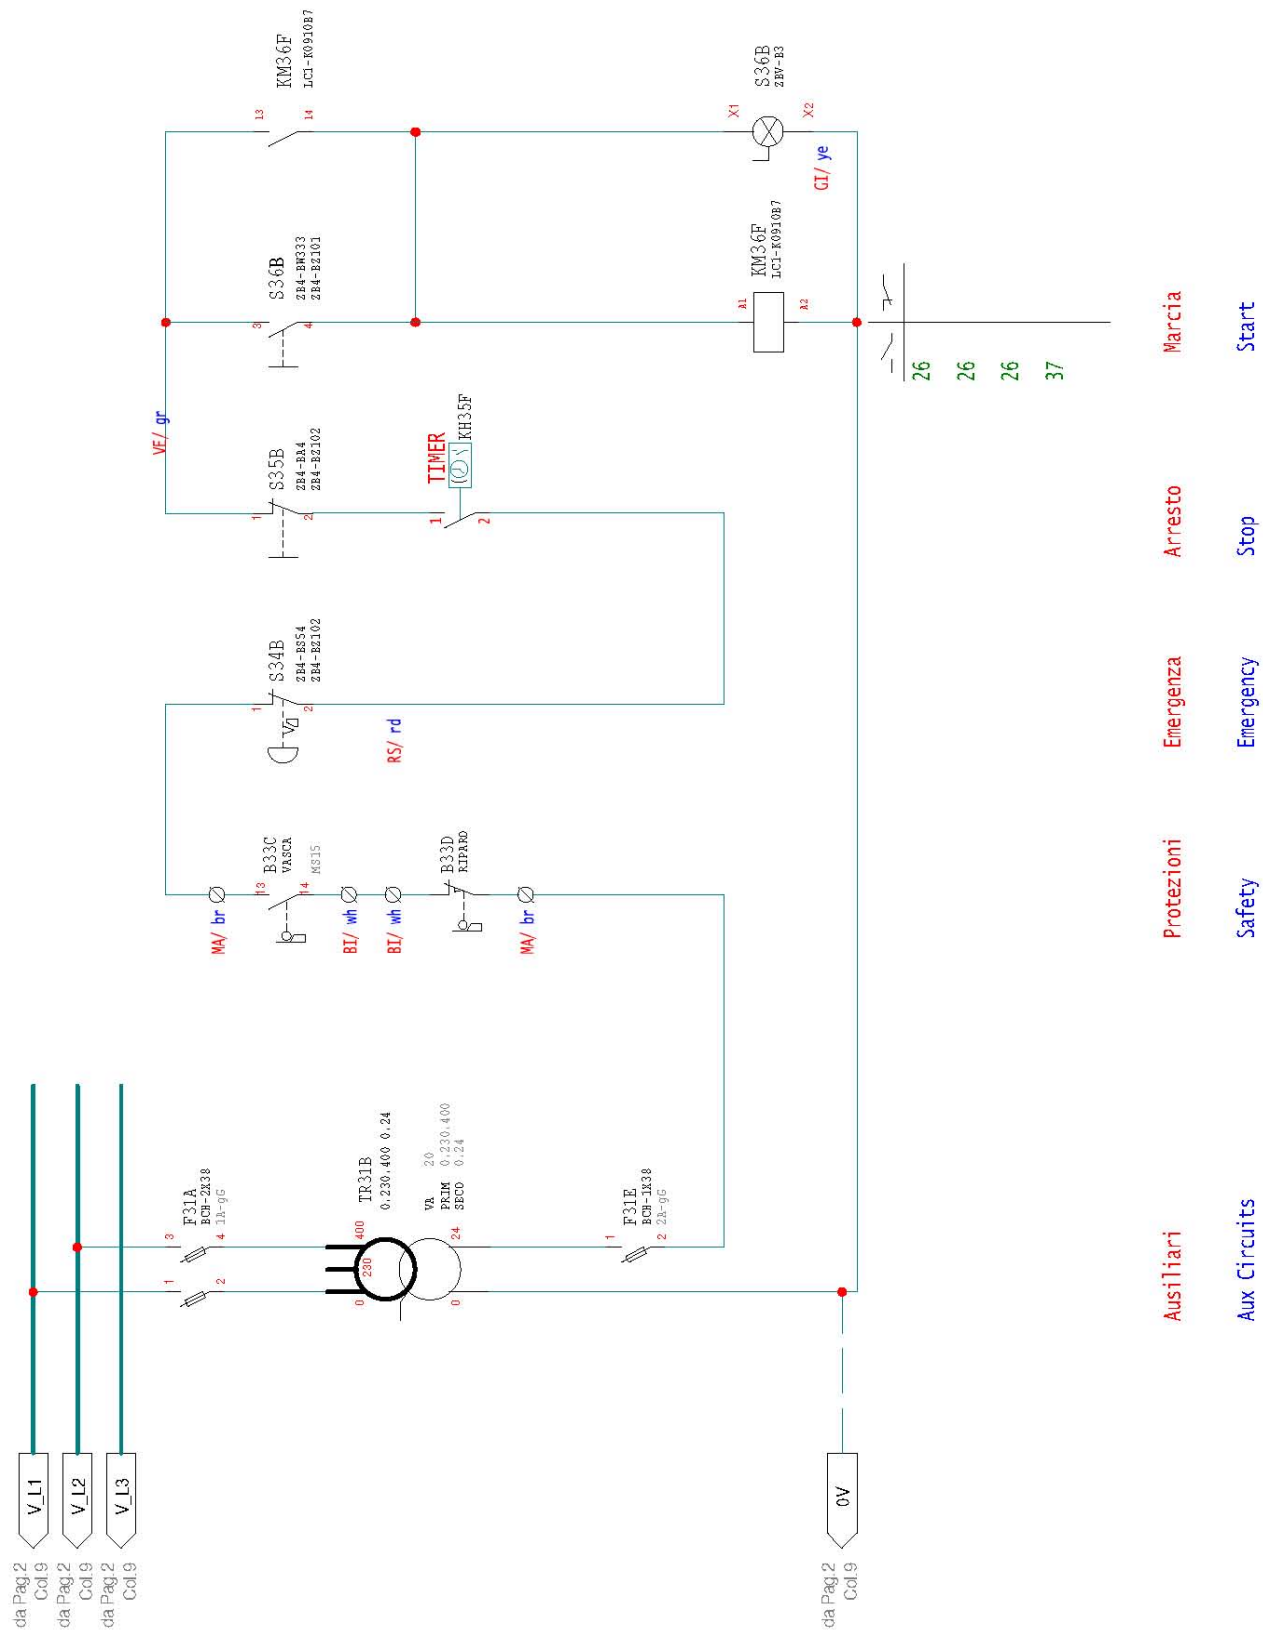 da Pag.2
Col.9
V_L1
da Pag.2
Col.9
V_L2
da Pag.2
Col.9
V_L3
1
2
3
4
F31A
BCH-2X38
1A-gG
0
230
400
TR31B
0.230.400 0.24
VA 20
PRIM 0.230.400
SECO 0.24
0
24
1
2
F31E
BCH-1X38
2A-gG
da Pag.2
Col.9
0V
MA/ br
13
14
B33C
VASCA
MS15
BI/ wh
BI/ wh
B33D
RIPARO
MA/ br
1
2
S34B
ZB4-BS54
ZB4-BZ102
RS/ rd
VE/ gr
1
2
S35B
ZB4-BA4
ZB4-BZ102
TIMER
1
2
KH35F
3
4
S36B
ZB4-BW333
ZB4-BZ101
13
14
KM36F
LC1-K0910B7
A1
A2
KM36F
LC1-K0910B7
X1
X2
S36B
ZBV-B3
GI/ ye
26
26
26
37
Ausiliari
Protezioni
Emergenza
Arresto
Marcia
Aux Circuits
Safety
Emergency
Stop
Start